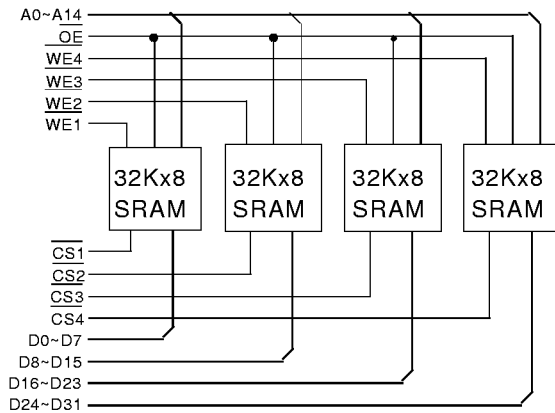 A0~A14
OE
WE4
WE3
WE2
WE1
32Kx8 SRAM
32Kx8 SRAM
32Kx8 SRAM
32Kx8 SRAM
CS1
CS2
CS3
CS4
D0~D7
D8~D15
D16~D23
D24~D31